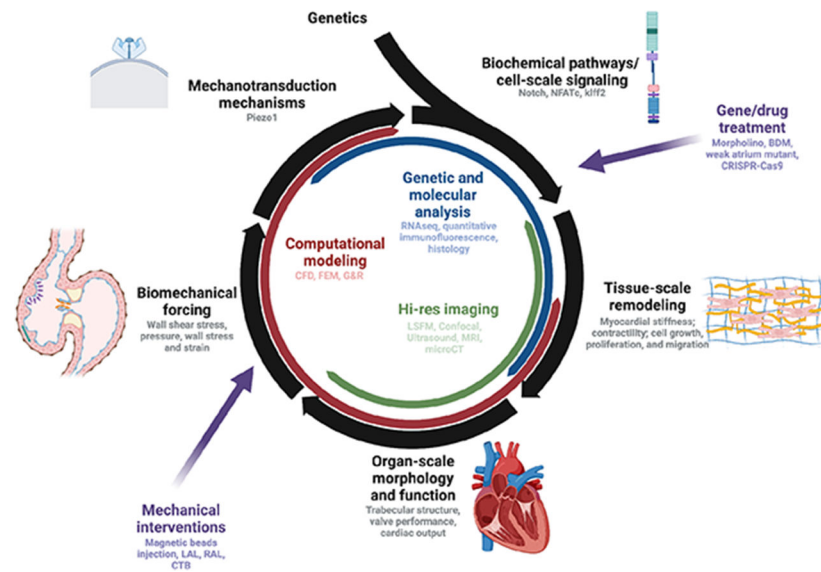 Genetics
Biochemical pathways/
cell-scale signaling
Notch, NFATc, klff2
Mechanotransduction
mechanisms
Piezo1
Gene/drug
treatment
Morpholino, BDM,
weak atrium mutant,
CRISPR-Cas9
Genetic and
molecular
analysis
RNAseq, quantitative
immunofluorescence,
histology
Computational
modeling
CFD, FEM, G&R
Biomechanical
forcing
Wall shear stress,
pressure, wall stress
and strain
Hi-res imaging
LSFM, Confocal,
Ultrasound, MRI,
microCT
Tissue-scale
remodeling
Myocardial stiffness;
contractility; cell growth,
proliferation, and migration
Organ-scale
morphology
and function
Trabecular structure,
valve performance,
cardiac output
Mechanical
interventions
Magnetic beads
injection, LAL, RAL,
CTB